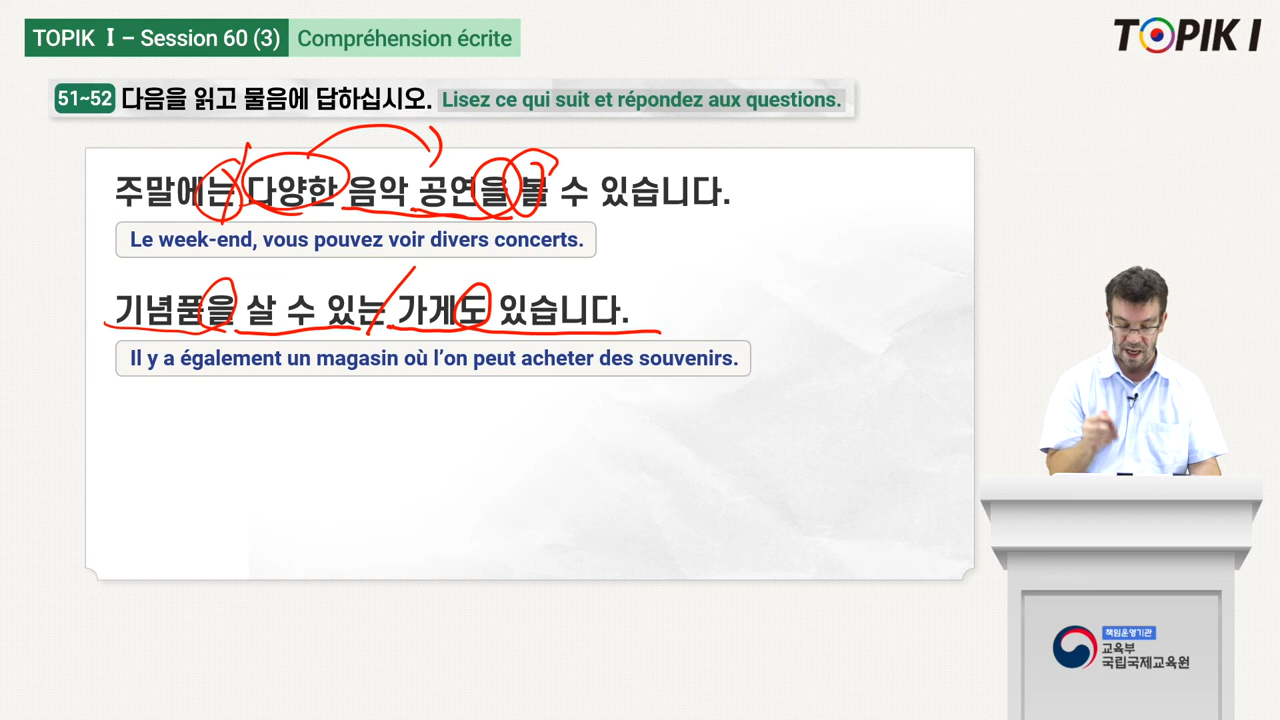 TOPIK I – Session 60 (3) Compréhension écrite
TOPIK I
51~52 다음을 읽고 물음에 답하십시오. Lisez ce qui suit et répondez aux questions.
주말에는 다양한 음악 공연을 볼 수 있습니다.
Le week-end, vous pouvez voir divers concerts.
기념품을 살 수 있는 가게도 있습니다.
Il y a également un magasin où l’on peut acheter des souvenirs.
책임운영기관
교육부
국립국제교육원